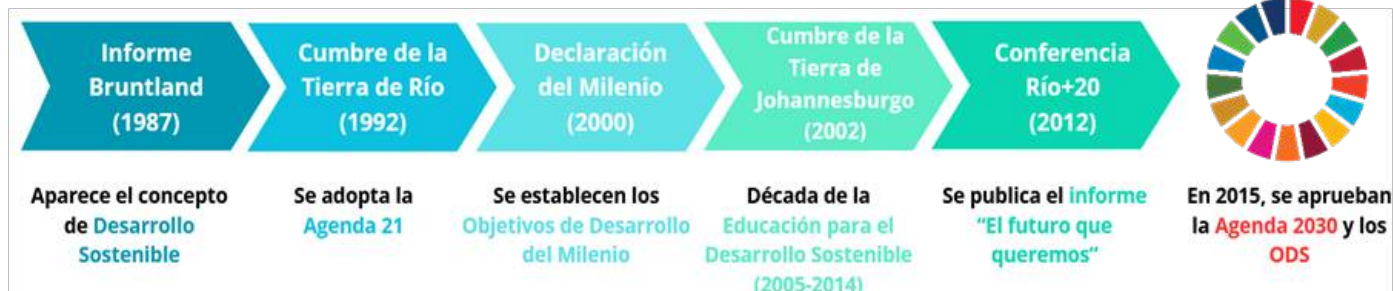 Informe
Bruntland
(1987)
Cumbre de la
Tierra de Río
(1992)
Declaración
del Milenio
(2000)
Cumbre de la
Tierra de
Johannesburgo
(2002)
Conferencia
Río+20
(2012)
Aparece el concepto
de Desarrollo
Sostenible
Se adopta la
Agenda 21
Se establecen los
Objetivos de Desarrollo
del Milenio
Década de la
Educación para el
Desarrollo Sostenible
(2005-2014)
Se publica el informe
“El futuro que
queremos”
En 2015, se aprueban
la Agenda 2030 y los
ODS